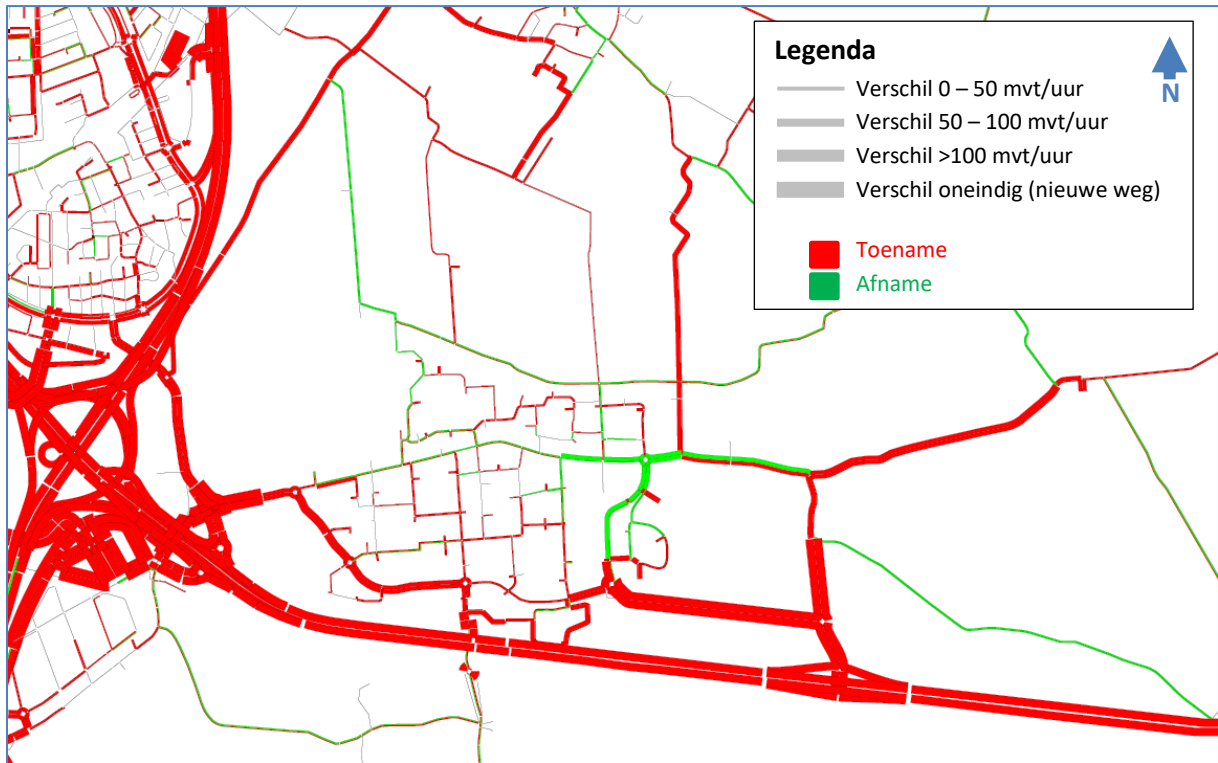 Legenda
N
Verschil 0 – 50 mvt/uur
Verschil 50 – 100 mvt/uur
Verschil >100 mvt/uur
Verschil oneindig (nieuwe weg)
Toename
Afname